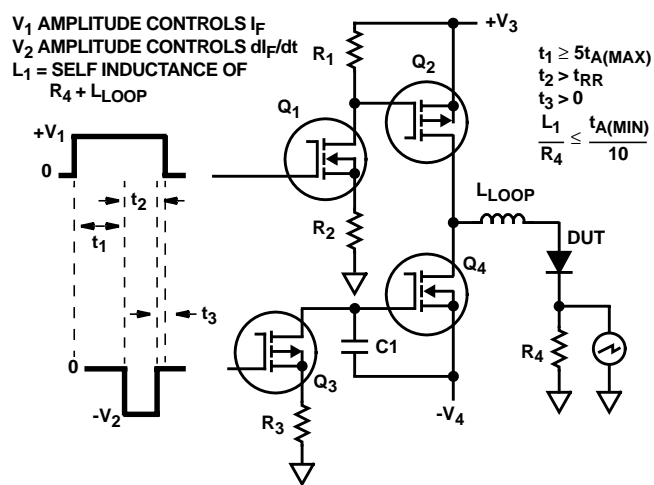 V1 AMPLITUDE CONTROLS IF
V2 AMPLITUDE CONTROLS dIF/dt
L1 = SELF INDUCTANCE OF
R4 + LLOOP
+V3
R1
Q2
t1 ≥ 5tA(MAX)
t2 > tRR
t3 > 0
L1/R4 ≤ tA(MIN)/10
Q1
+V1
0
t2
t1
R2
LLOOP
DUT
Q4
t3
R4
C1
0
Q3
-V2
-V4
R3